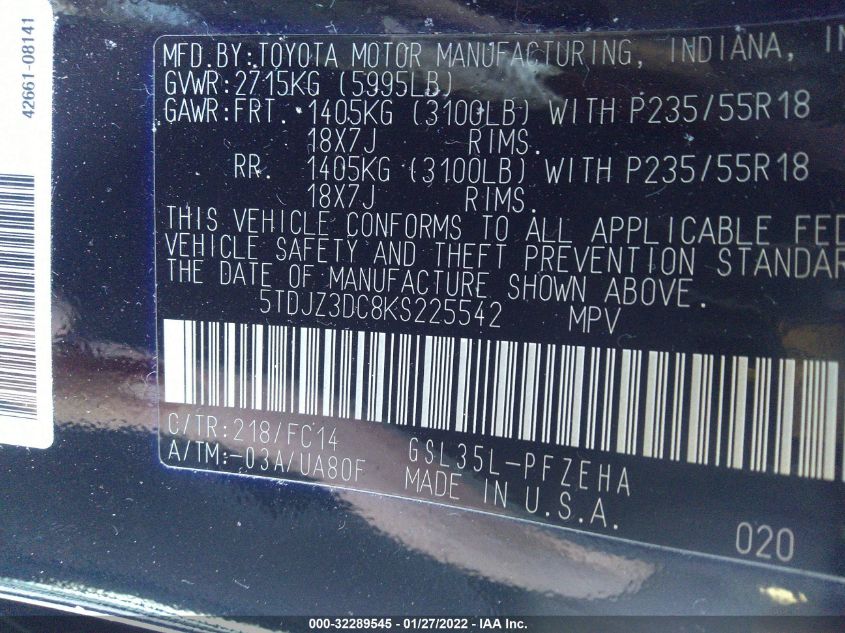 42661-08141
MFD.BY:TOYOTA MOTOR MANUFACTURING, INDIANA, IN
GVWR:2715KG (5995LB)
GAWR:FRT. 1405KG (3100LB) WITH P235/55R18
18X7J RIMS.
RR. 1405KG (3100LB) WITH P235/55R18
18X7J RIMS.
THIS VEHICLE CONFORMS TO ALL APPLICABLE FED
VEHICLE SAFETY AND THEFT PREVENTION STANDAR
THE DATE OF MANUFACTURE SHOWN ABOVE.
5TDJZ3DC8KS225542 MPV
C/TR:218/FC14 GSL35L-PFZEHA
A/TM:-03A/UA80F MADE IN U.S.A.
020
000-32289545 - 01/27/2022 - IAA Inc.